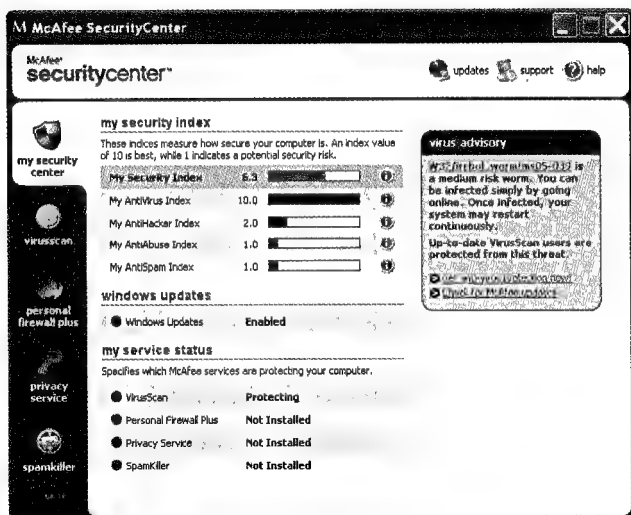 McAfee SecurityCenter
McAfee
securitycenter™
updates support help
my security center
virusscan
personal firewall plus
privacy service
spamkiller
my security index
These indices measure how secure your computer is. An index value
of 10 is best, while 1 indicates a potential security risk.
My Security Index 6.3
My AntiVirus Index 10.0
My AntiHacker Index 2.0
My AntiAbuse Index 1.0
My AntiSpam Index 1.0
windows updates
Windows Updates Enabled
my service status
Specifies which McAfee services are protecting your computer.
VirusScan Protecting
Personal Firewall Plus Not Installed
Privacy Service Not Installed
SpamKiller Not Installed
virus advisory
is
a medium risk worm. You can
be infected simply by going
online. Once infected, your
system may restart
continuously.
Up-to-date VirusScan users are
protected from this threat.
Check for McAfee updates